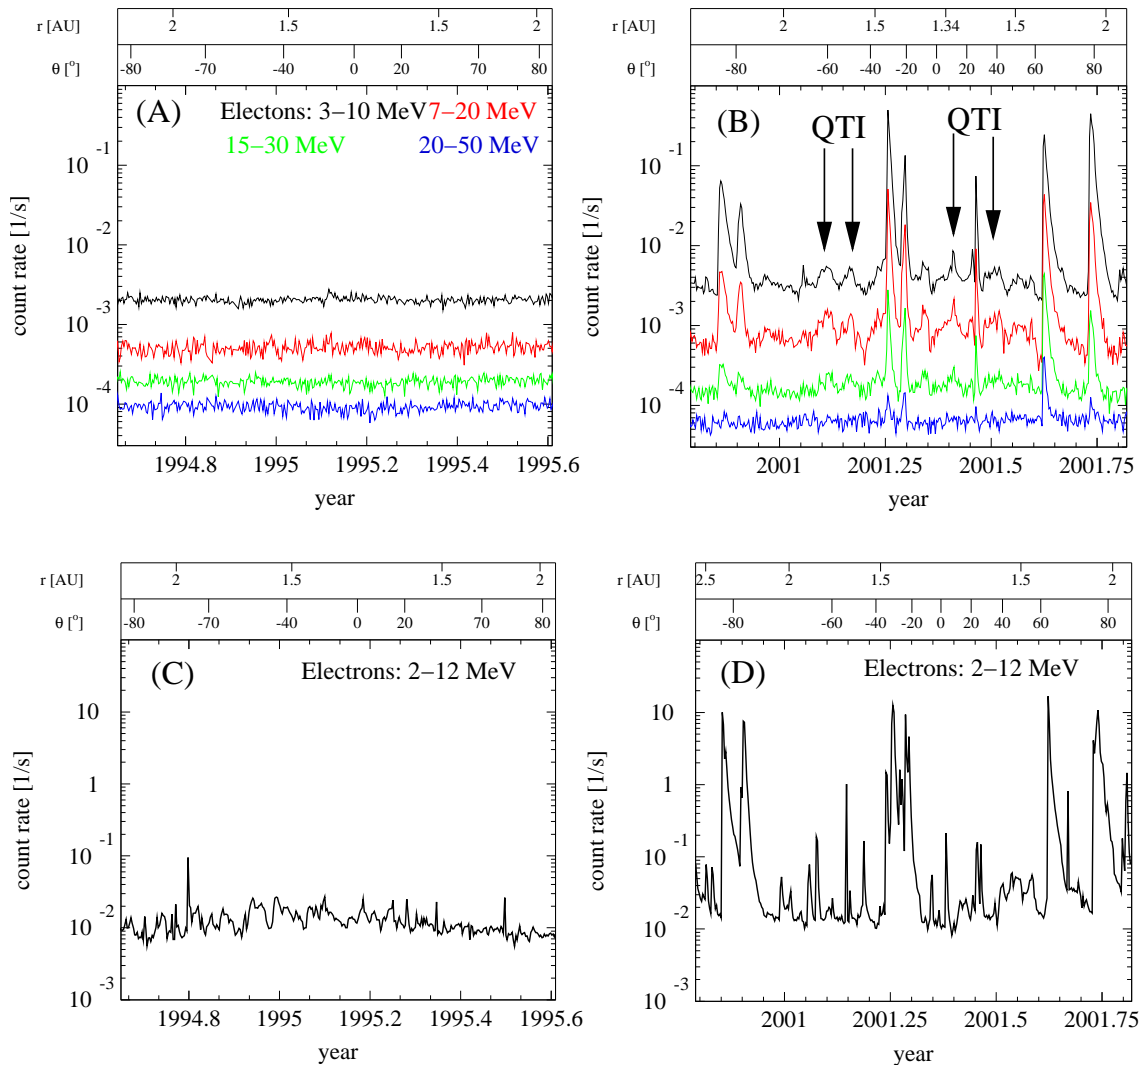 r [AU] 2 1.5 1.5 2
θ [°] -80 -70 -40 0 20 70 80
(A) Electons: 3−10 MeV 7−20 MeV
15−30 MeV 20−50 MeV
count rate [1/s]
10 -1
10 -2
10 -3
10 -4
1994.8 1995 1995.2 1995.4 1995.6
year
r [AU] 2 1.5 1.34 1.5 2
θ [°] -80 -60 -40 -20 0 20 40 60 80
(B) QTI QTI
count rate [1/s]
10 -1
10 -2
10 -3
10 -4
2001 2001.25 2001.5 2001.75
year
r [AU] 2 1.5 1.5 2
θ [°] -80 -70 -40 0 20 70 80
(C) Electrons: 2−12 MeV
count rate [1/s]
10
1
10 -1
10 -2
10 -3
1994.8 1995 1995.2 1995.4 1995.6
year
r [AU] 2.5 2 1.5 1.5 2
θ [°] -80 -60 -40 -20 0 20 40 60 80
(D) Electrons: 2−12 MeV
count rate [1/s]
10
1
10 -1
10 -2
10 -3
2001 2001.25 2001.5 2001.75
year